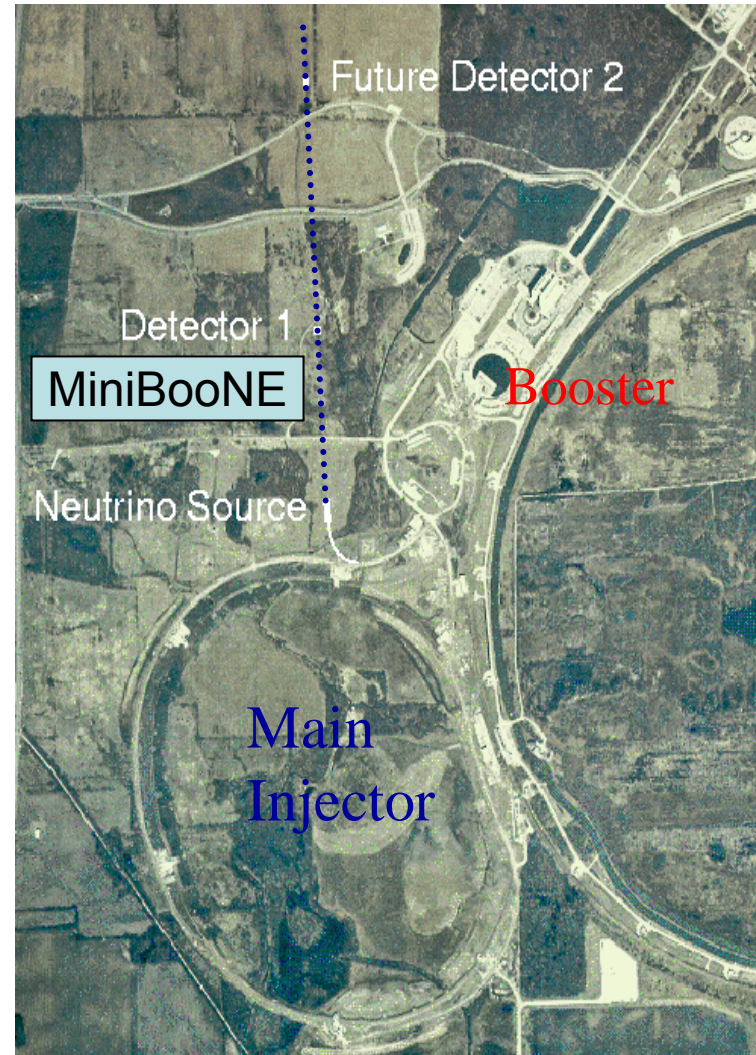 Future Detector 2
Detector 1
MiniBooNE
Booster
Neutrino Source
Main
Injector